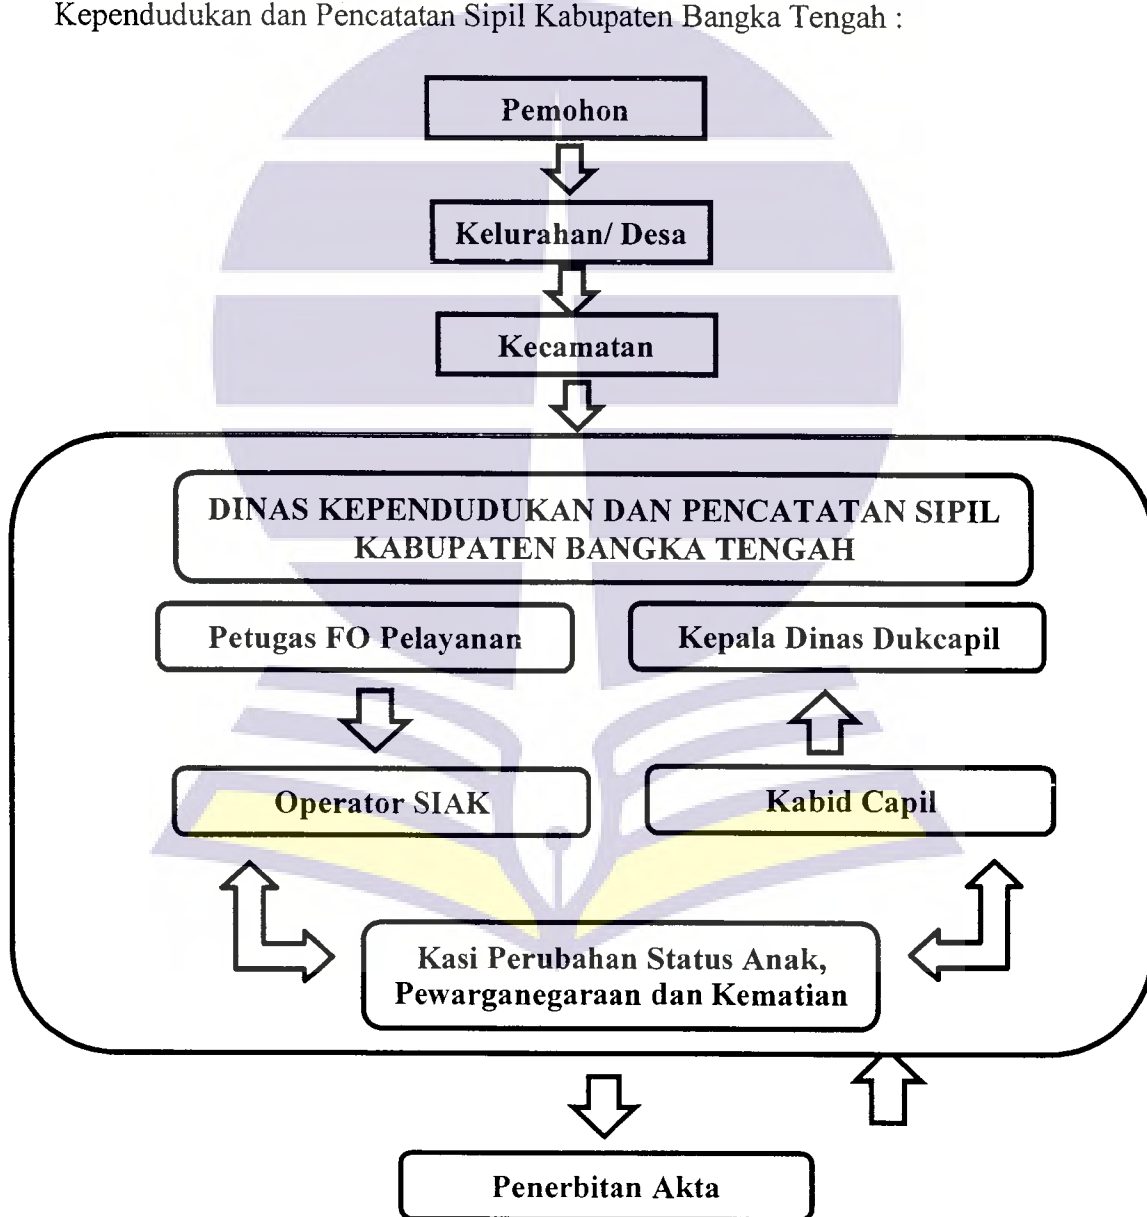 Kependudukan dan Pencatatan Sipil Kabupaten Bangka Tengah :
Pemohon
Kelurahan/ Desa
Kecamatan
DINAS KEPENDUDUKAN DAN PENCATATAN SIPIL
KABUPATEN BANGKA TENGAH
Petugas FO Pelayanan
Kepala Dinas Dukcapil
Operator SIAK
Kabid Capil
Kasi Perubahan Status Anak,
Pewarganegaraan dan Kematian
Penerbitan Akta